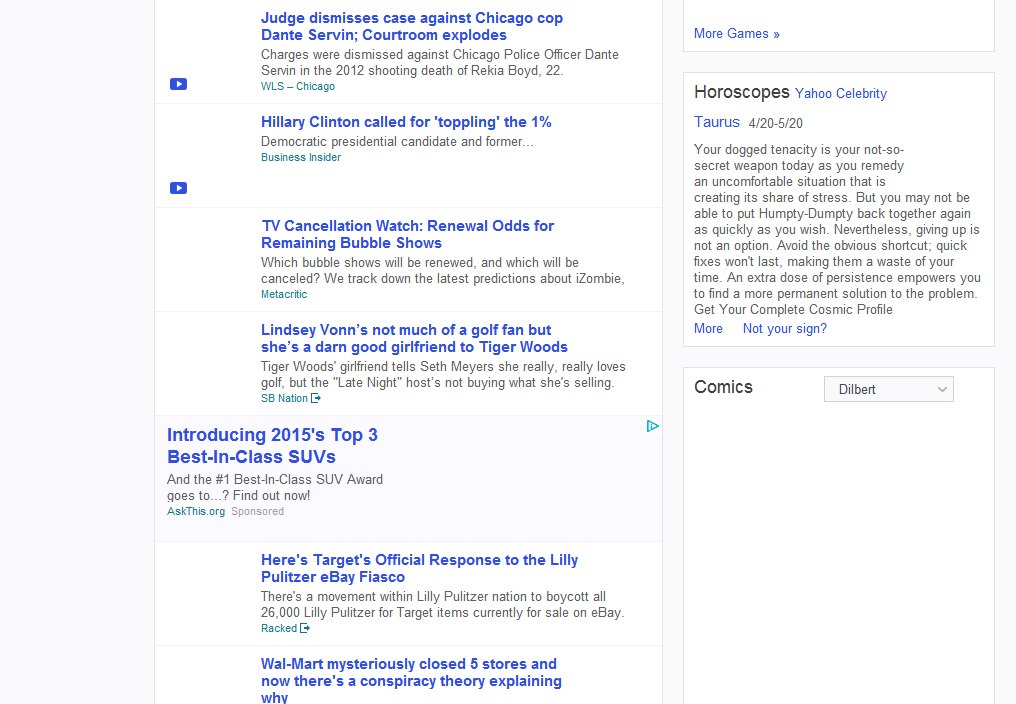 Judge dismisses case against Chicago cop
Dante Servin; Courtroom explodes
Charges were dismissed against Chicago Police Officer Dante
Servin in the 2012 shooting death of Rekia Boyd, 22.
WLS – Chicago
Hillary Clinton called for 'toppling' the 1%
Democratic presidential candidate and former...
Business Insider
TV Cancellation Watch: Renewal Odds for
Remaining Bubble Shows
Which bubble shows will be renewed, and which will be
canceled? We track down the latest predictions about iZombie,
Metacritic
Lindsey Vonn’s not much of a golf fan but
she’s a darn good girlfriend to Tiger Woods
Tiger Woods' girlfriend tells Seth Meyers she really, really loves
golf, but the "Late Night" host’s not buying what she's selling.
SB Nation
Introducing 2015's Top 3
Best-In-Class SUVs
And the #1 Best-In-Class SUV Award
goes to...? Find out now!
AskThis.org Sponsored
Here's Target's Official Response to the Lilly
Pulitzer eBay Fiasco
There's a movement within Lilly Pulitzer nation to boycott all
26,000 Lilly Pulitzer for Target items currently for sale on eBay.
Racked
Wal-Mart mysteriously closed 5 stores and
now there's a conspiracy theory explaining
why
More Games »
Horoscopes Yahoo Celebrity
Taurus 4/20-5/20
Your dogged tenacity is your not-so-
secret weapon today as you remedy
an uncomfortable situation that is
creating its share of stress. But you may not be
able to put Humpty-Dumpty back together again
as quickly as you wish. Nevertheless, giving up is
not an option. Avoid the obvious shortcut; quick
fixes won't last, making them a waste of your
time. An extra dose of persistence empowers you
to find a more permanent solution to the problem.
Get Your Complete Cosmic Profile
More Not your sign?
Comics Dilbert